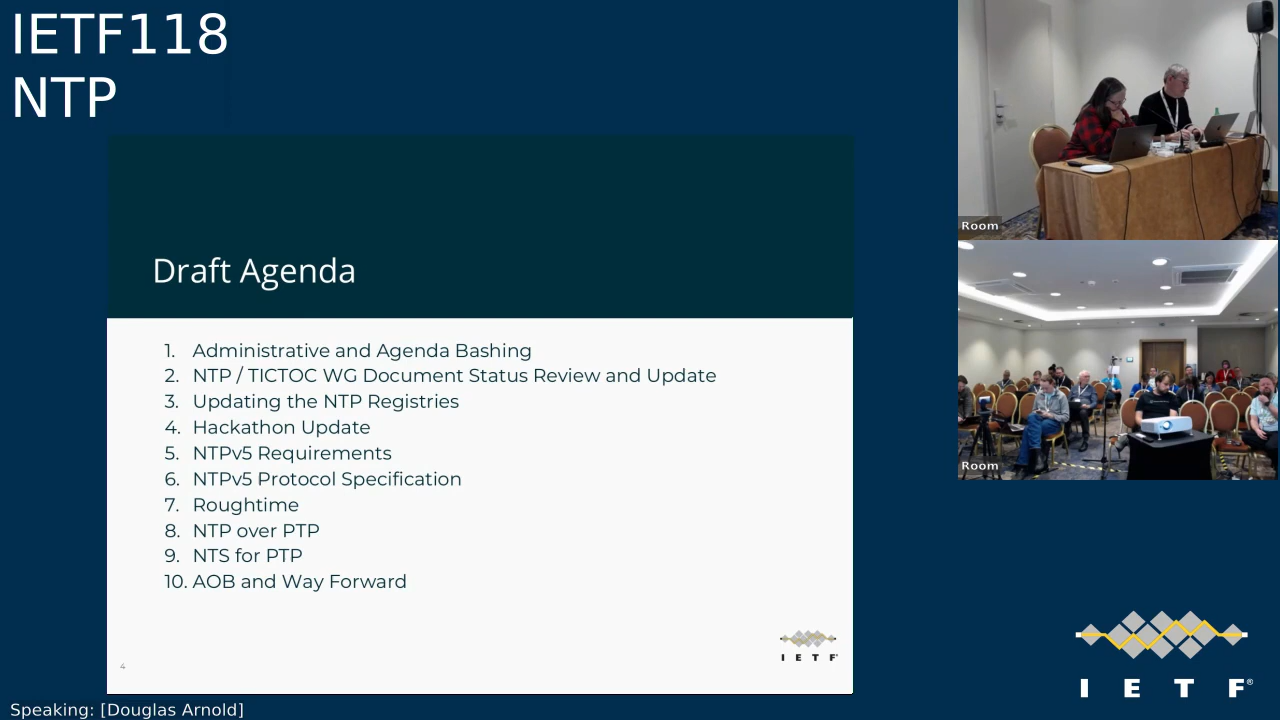 IETF118
NTP
Draft Agenda
1. Administrative and Agenda Bashing
2. NTP / TICTOC WG Document Status Review and Update
3. Updating the NTP Registries
4. Hackathon Update
5. NTPv5 Requirements
6. NTPv5 Protocol Specification
7. Roughtime
8. NTP over PTP
9. NTS for PTP
10. AOB and Way Forward
I E T F®
4
Room
Room
I E T F®
Speaking: [Douglas Arnold]